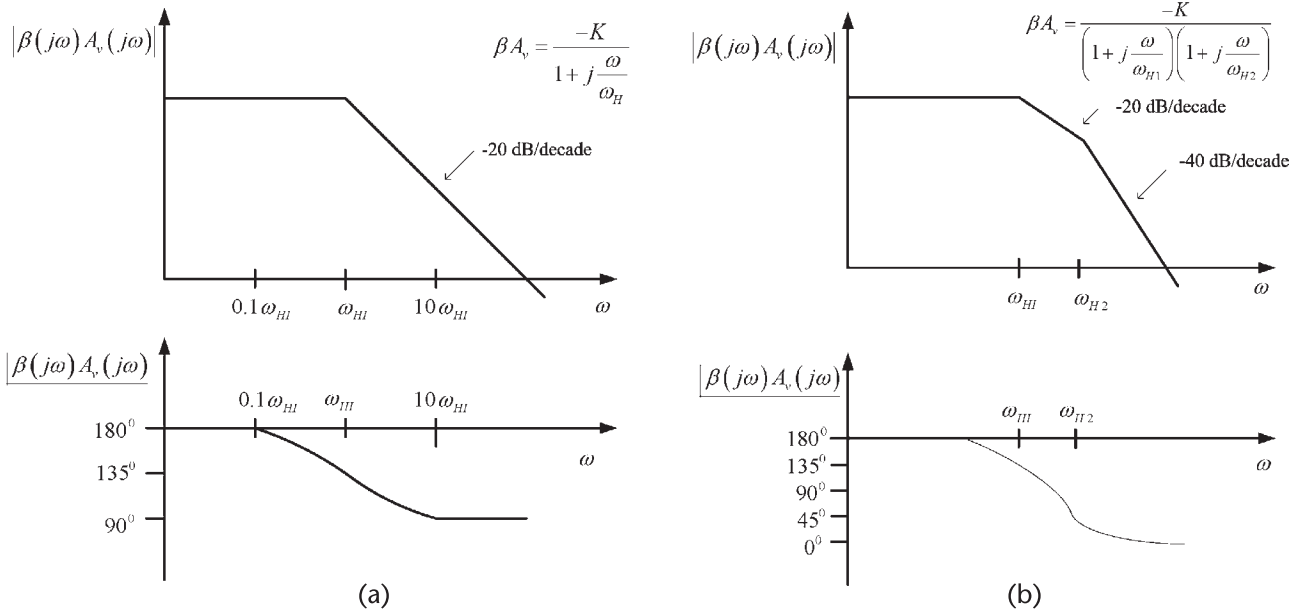 |β(jω)A_v(jω)|
βA_v = −K / (1 + j ω/ω_H)
-20 dB/decade
0.1ω_HI ω_HI 10ω_HI ω
|β(jω)A_v(jω)
0.1ω_HI ω_HI 10ω_HI
180⁰
ω
135⁰
90⁰
(a)
|β(jω)A_v(jω)|
βA_v = −K / ((1 + j ω/ω_H1)(1 + j ω/ω_H2))
-20 dB/decade
-40 dB/decade
ω_HI ω_H2 ω
|β(jω)A_v(jω)
ω_HI ω_H2
180⁰
ω
135⁰
90⁰
45⁰
0⁰
(b)